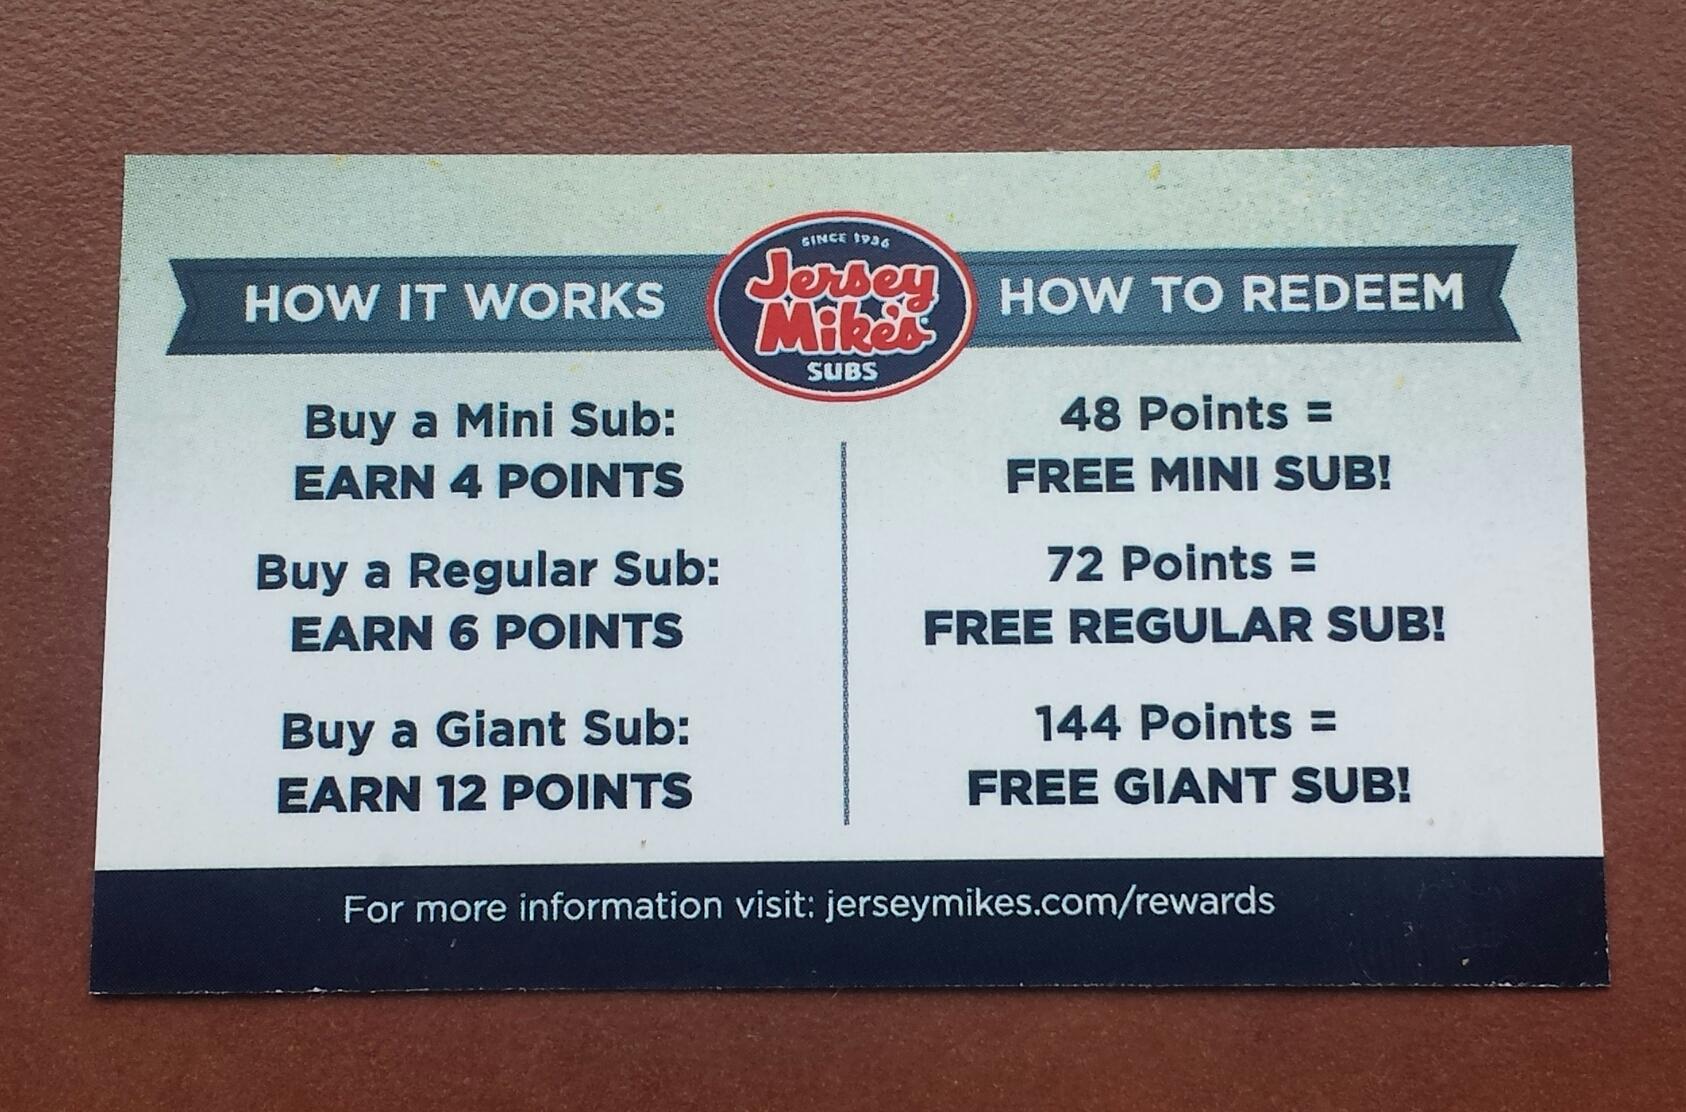 SINCE 1956
Jersey
Mike's
SUBS
HOW IT WORKS
Buy a Mini Sub:
EARN 4 POINTS
Buy a Regular Sub:
EARN 6 POINTS
Buy a Giant Sub:
EARN 12 POINTS
HOW TO REDEEM
48 Points =
FREE MINI SUB!
72 Points =
FREE REGULAR SUB!
144 Points =
FREE GIANT SUB!
For more information visit: jerseymikes.com/rewards